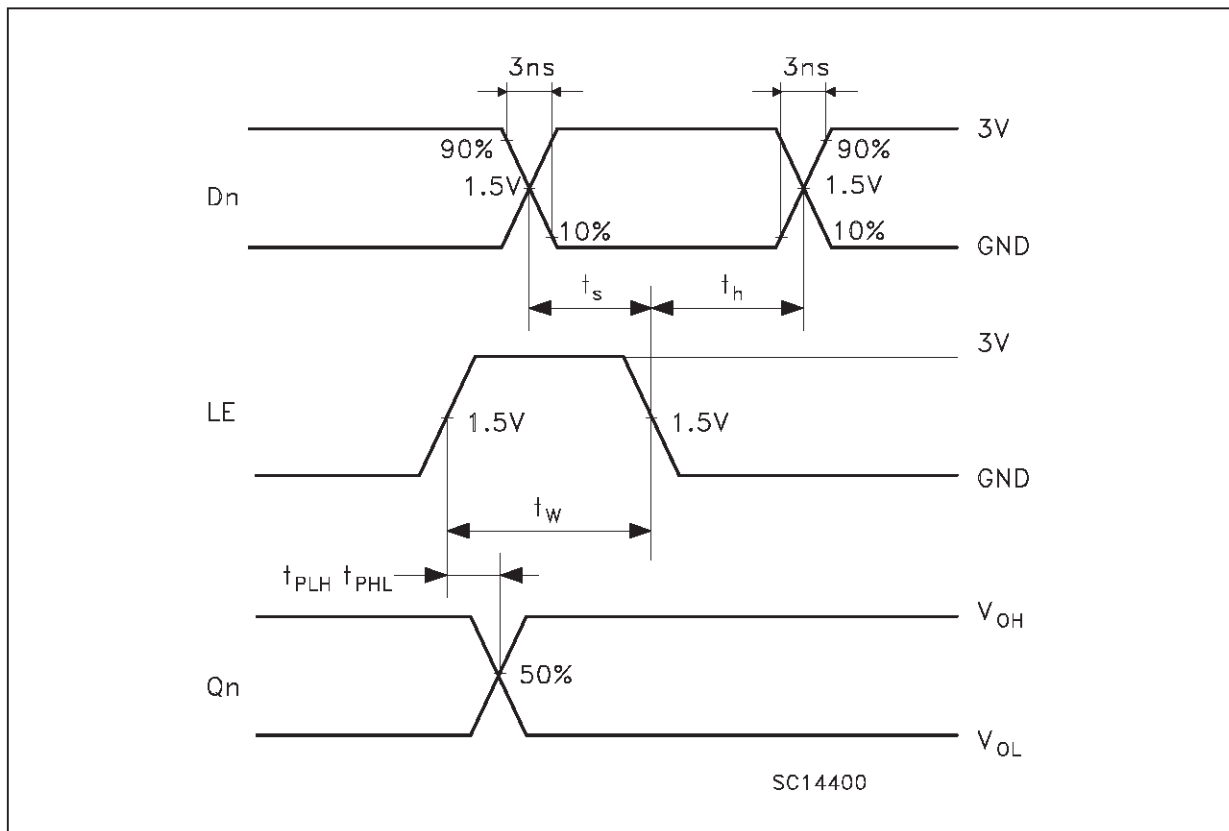 3ns 3ns
3V
90% 90%
Dn 1.5V 1.5V
10% 10%
GND
ts th
3V
LE 1.5V 1.5V
GND
tW
tPLH tPHL
VOH
Qn 50%
VOL
SC14400